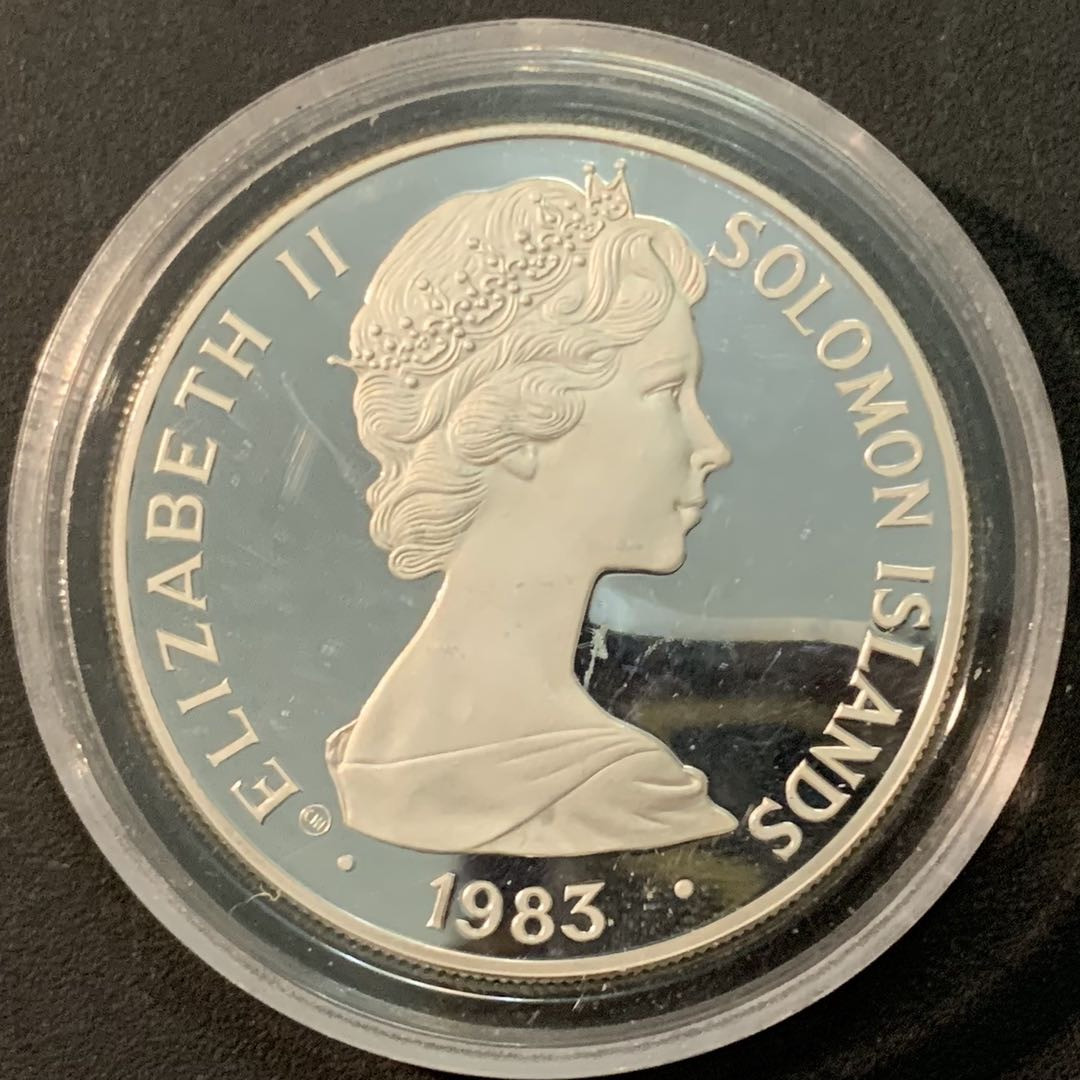 ELIZABETH II
SOLOMON ISLANDS
· 1983 ·